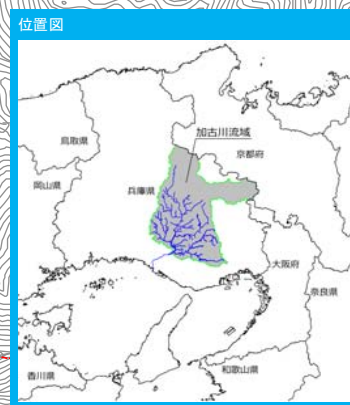 位置図
加古川流域
鳥取県
京都府
岡山県
兵庫県
大阪府
奈良県
和歌山県
香川県